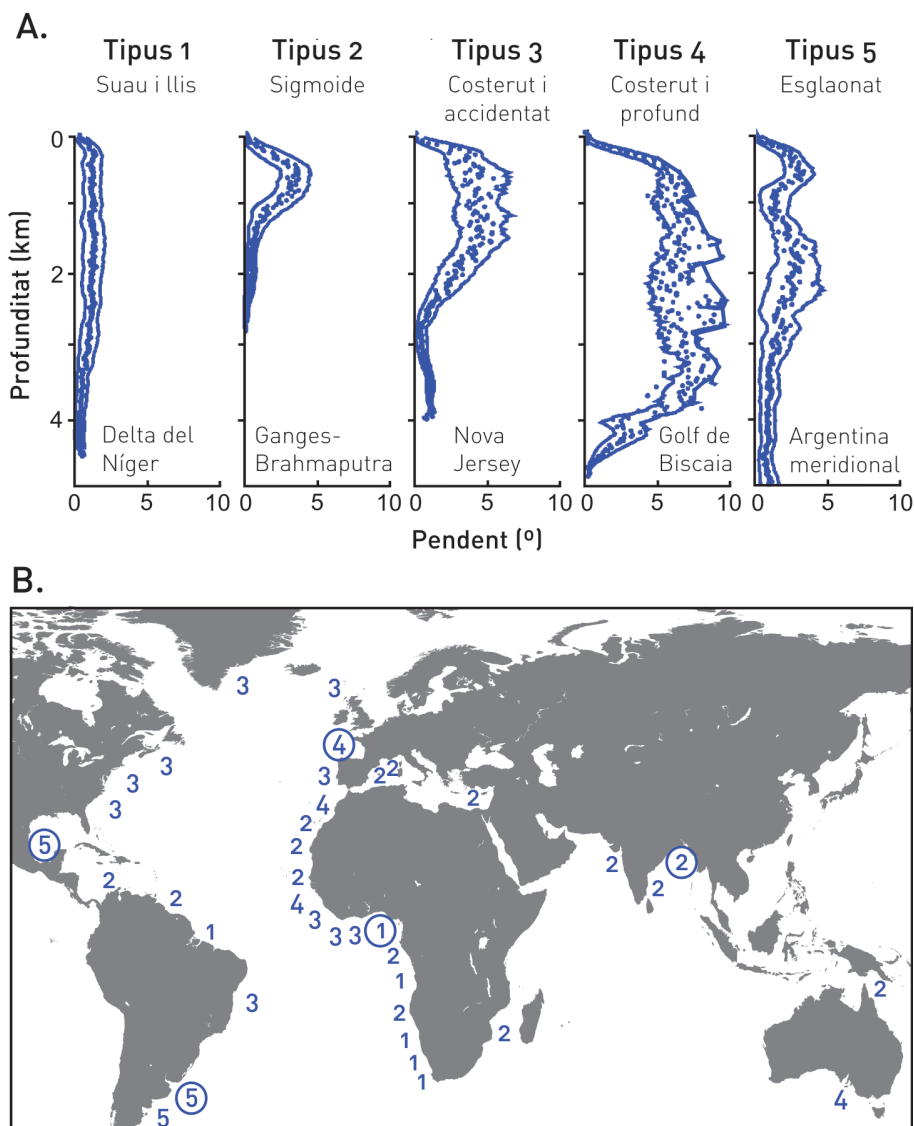 A.
Tipus 1
Suau i llis
Tipus 2
Sigmoide
Tipus 3
Costerut i
accidentat
Tipus 4
Costerut i
profund
Tipus 5
Esglaonat
Profunditat (km)
0
2
4
Delta del
Níger
Ganges-
Brahmaputra
Nova
Jersey
Golf de
Biscaia
Argentina
meridional
0 5 10
0 5 10
0 5 10
0 5 10
0 5 10
Pendent (º)
B.
3 3
4
3 2 2
3 3 3
4 2
5 2
2 2 2
2 2 2
2 4
3 3 3 1
1 2
3 1 2
2 2
1
1
1
5 5
4